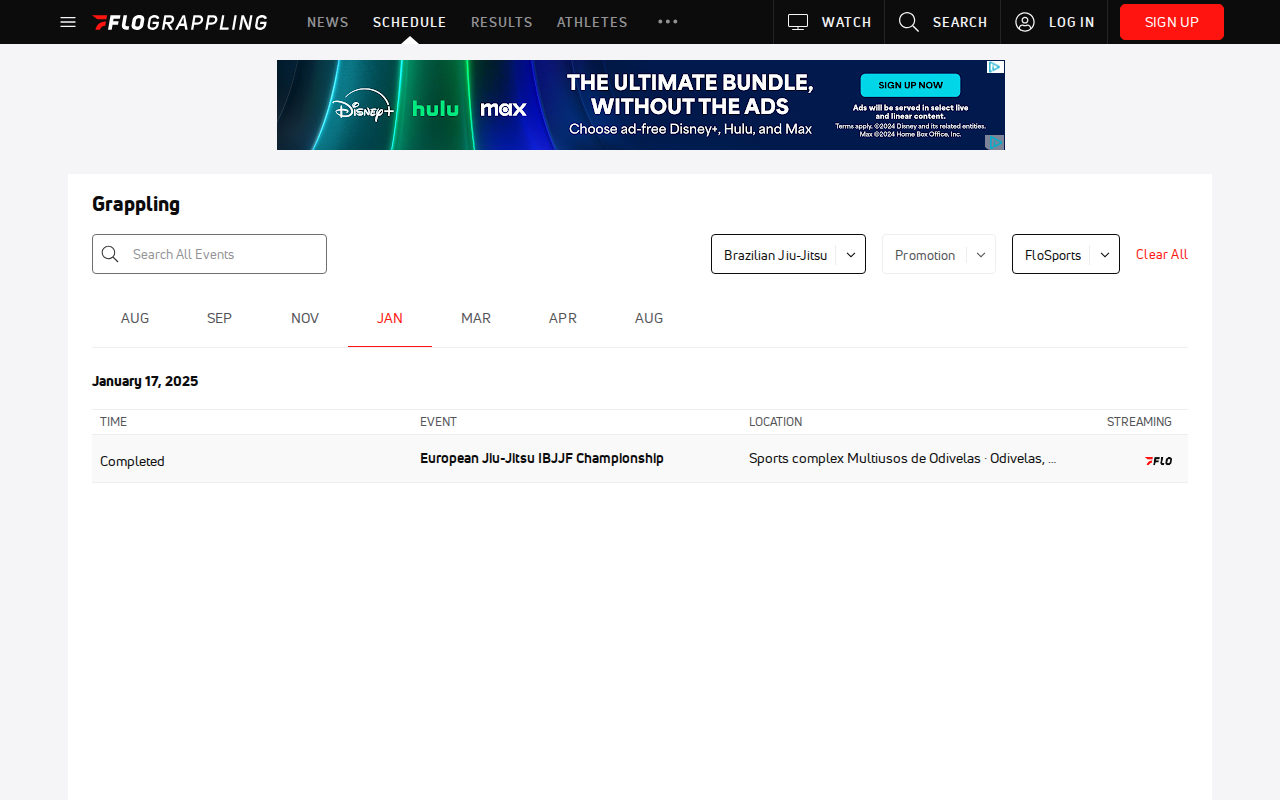 FLOGRAPPLING
NEWS
SCHEDULE
RESULTS
ATHLETES
WATCH
SEARCH
LOG IN
SIGN UP
Disney+
hulu
max
THE ULTIMATE BUNDLE,
WITHOUT THE ADS
Choose ad-free Disney+, Hulu, and Max
SIGN UP NOW
Ads will be served in select live
and linear content.
Terms apply. ©2024 Disney and its related entities.
Max ©2024 Home Box Office, Inc.
Grappling
Search All Events
Brazilian Jiu-Jitsu
Promotion
FloSports
Clear All
AUG
SEP
NOV
JAN
MAR
APR
AUG
January 17, 2025
TIME
EVENT
LOCATION
STREAMING
Completed
European Jiu-Jitsu IBJJF Championship
Sports complex Multiusos de Odivelas · Odivelas, ...
FLO